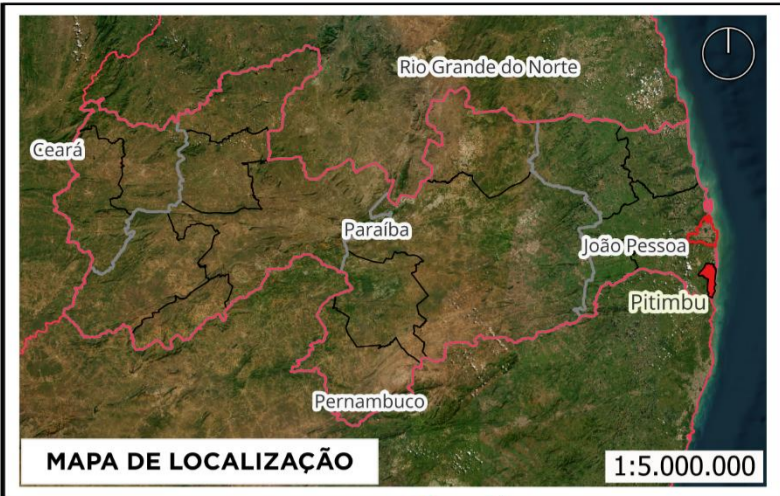 Rio Grande do Norte
Ceará
Paraíba
João Pessoa
Pitimbu
Pernambuco
MAPA DE LOCALIZAÇÃO
1:5.000.000